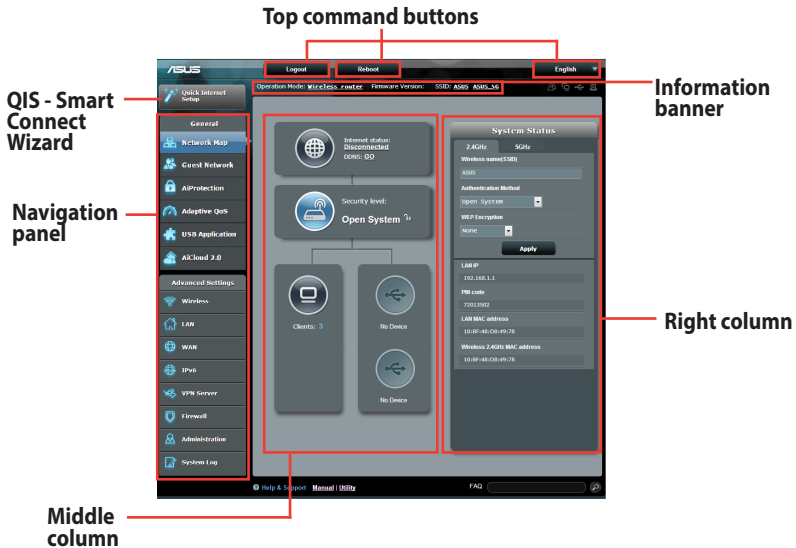 Top command buttons
/SUS
Logout
Reboot
English
Quick Internet
Setup
Operation Mode: Wireless router Firmware Version: SSID: ASUS ASUS_5G
Information
banner
QIS - Smart
Connect
Wizard
General
Network Map
Guest Network
AiProtection
Adaptive QoS
USB Application
AiCloud 2.0
Navigation
panel
Advanced Settings
Wireless
LAN
WAN
IPv6
VPN Server
Firewall
Administration
System Log
Internet status:
Disconnected
DDNS: GO
Security level:
Open System
Clients: 3
No Device
No Device
System Status
2.4GHz
5GHz
Wireless name(SSID)
ASUS
Authentication Method
Open System
WEP Encryption
None
Apply
LAN IP
192.168.1.1
PIN code
72013502
LAN MAC address
10:BF:48:D8:49:78
Wireless 2.4GHz MAC address
10:BF:48:D8:49:78
Right column
Help & Support Manual | Utility
FAQ
Middle
column